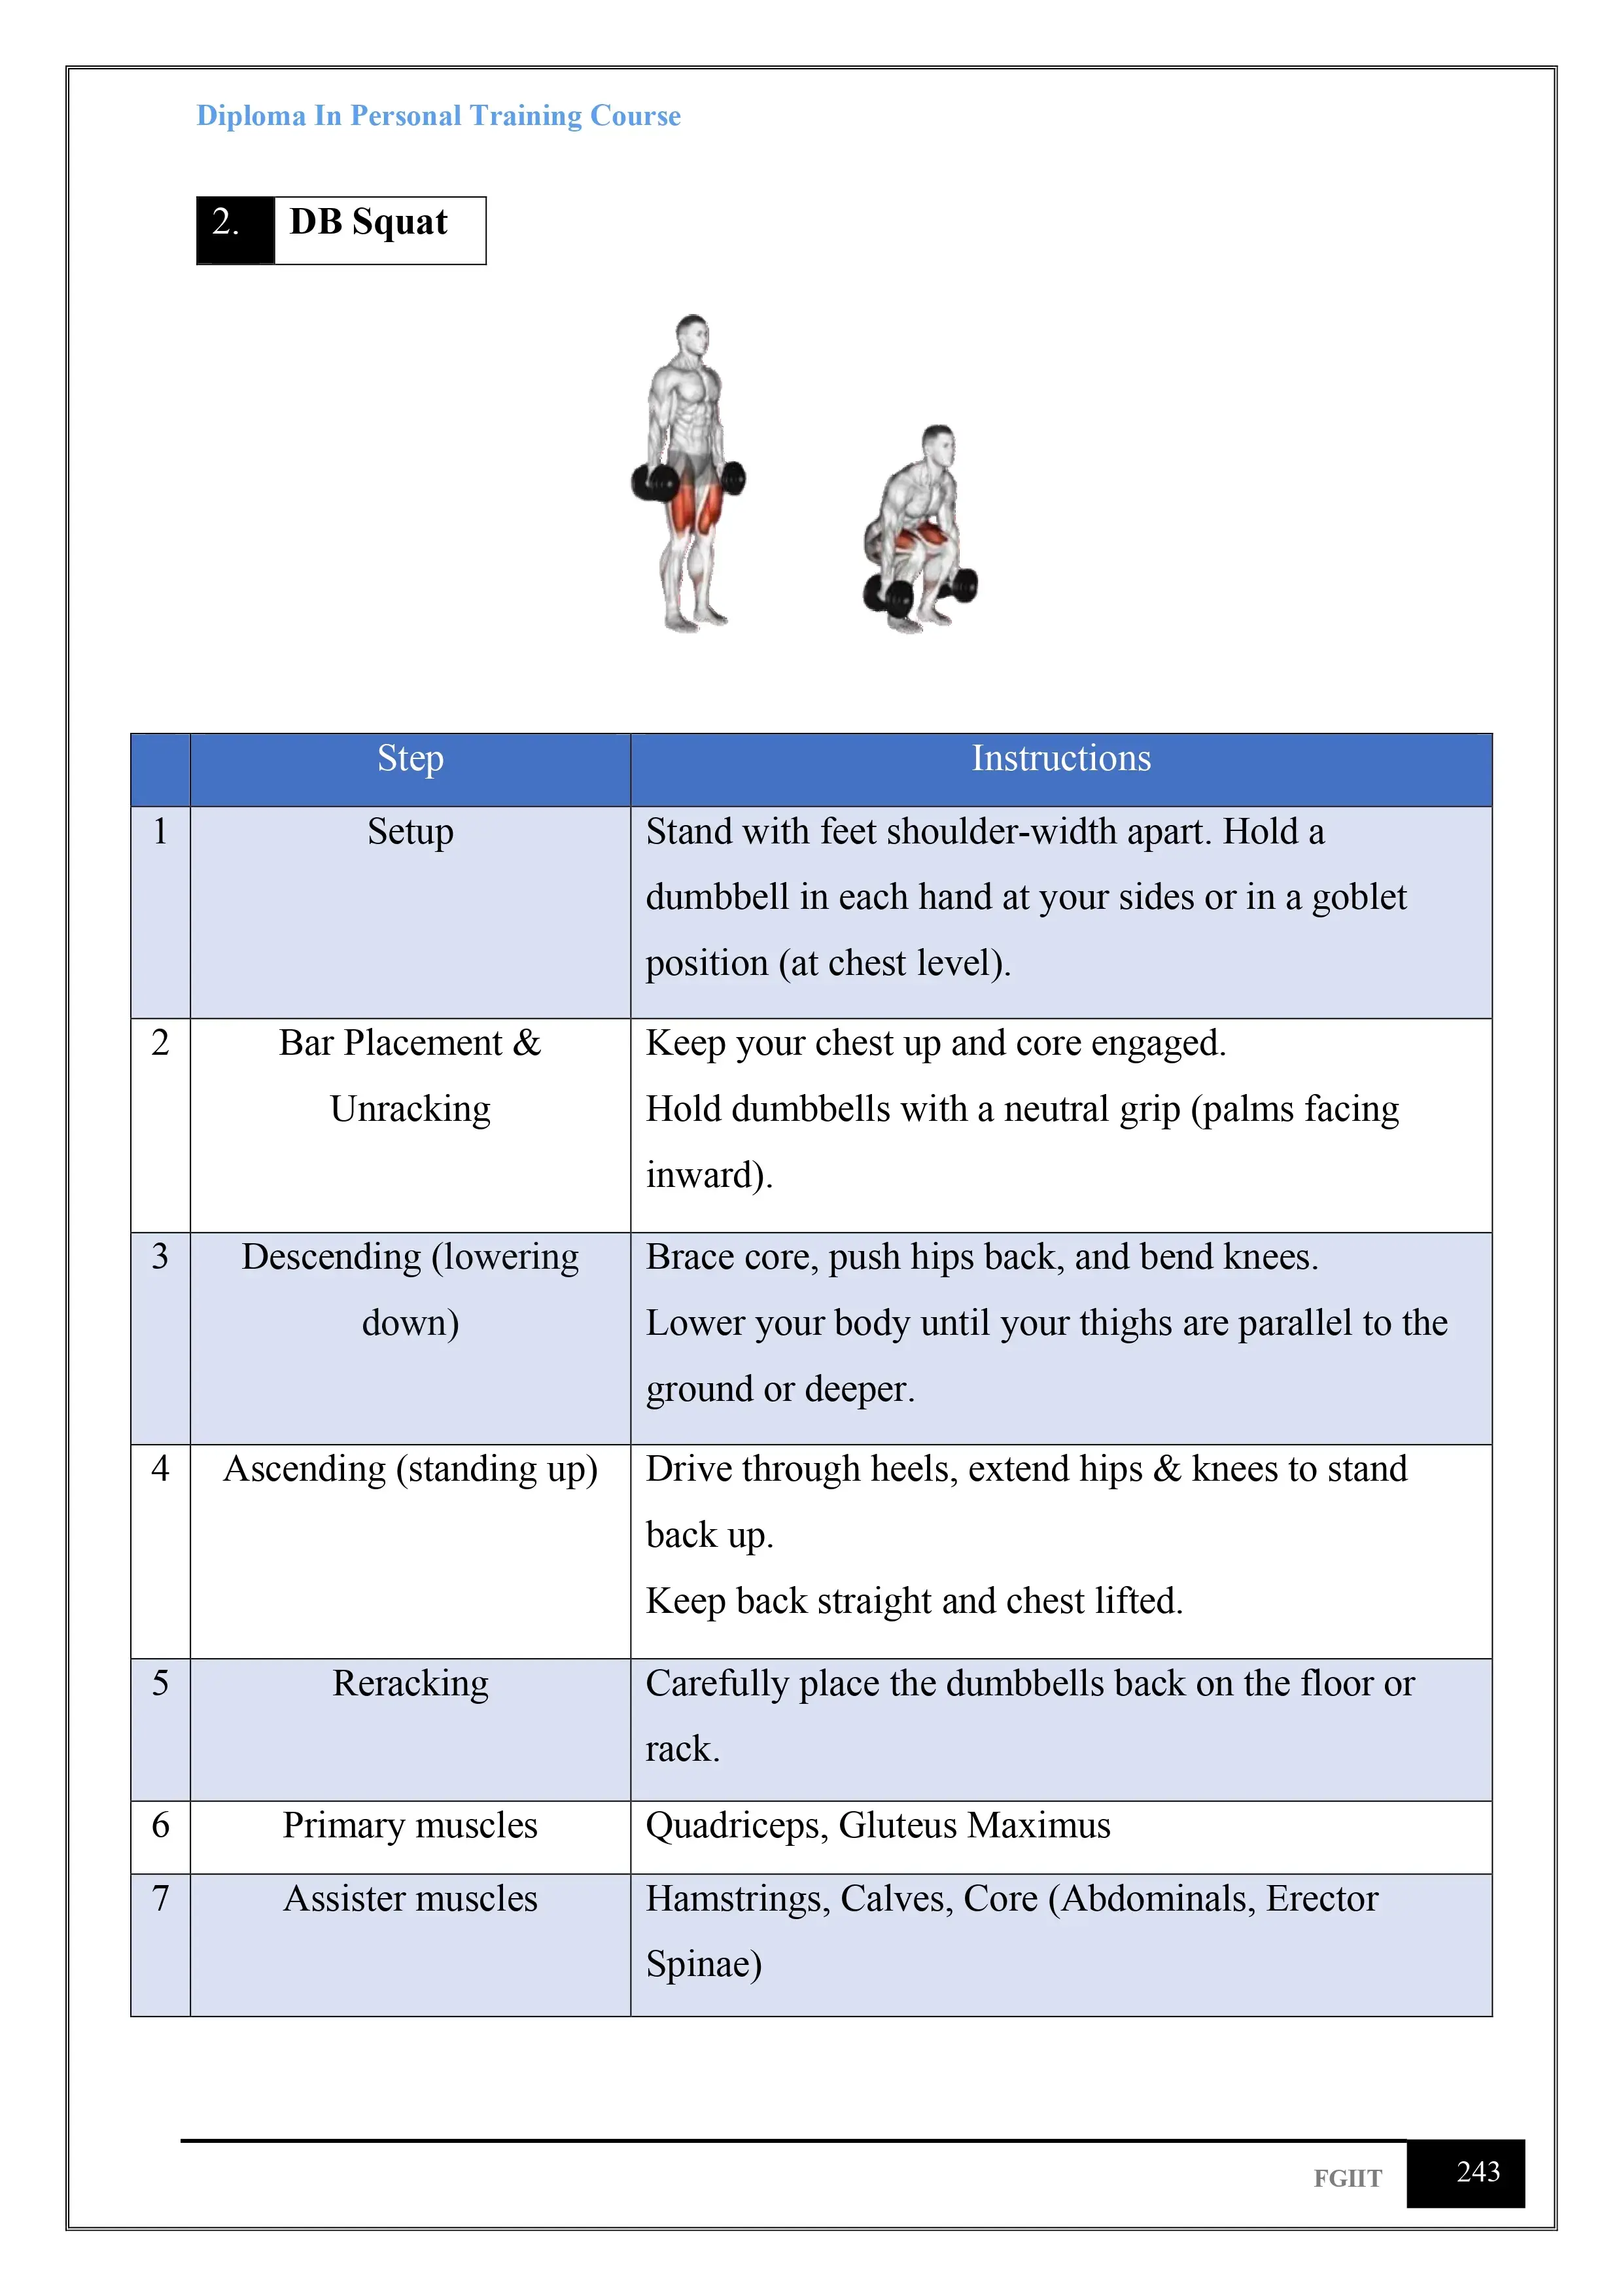 Diploma In Personal Training Course
2. DB Squat
Step Instructions
1 Setup Stand with feet shoulder-width apart. Hold a
dumbbell in each hand at your sides or in a goblet
position (at chest level).
2 Bar Placement & Keep your chest up and core engaged.
Unracking Hold dumbbells with a neutral grip (palms facing
inward).
3 Descending (lowering Brace core, push hips back, and bend knees.
down) Lower your body until your thighs are parallel to the
ground or deeper.
4 Ascending (standing up) Drive through heels, extend hips & knees to stand
back up.
Keep back straight and chest lifted.
5 Reracking Carefully place the dumbbells back on the floor or
rack.
6 Primary muscles Quadriceps, Gluteus Maximus
7 Assister muscles Hamstrings, Calves, Core (Abdominals, Erector
Spinae)
FGIIT 243